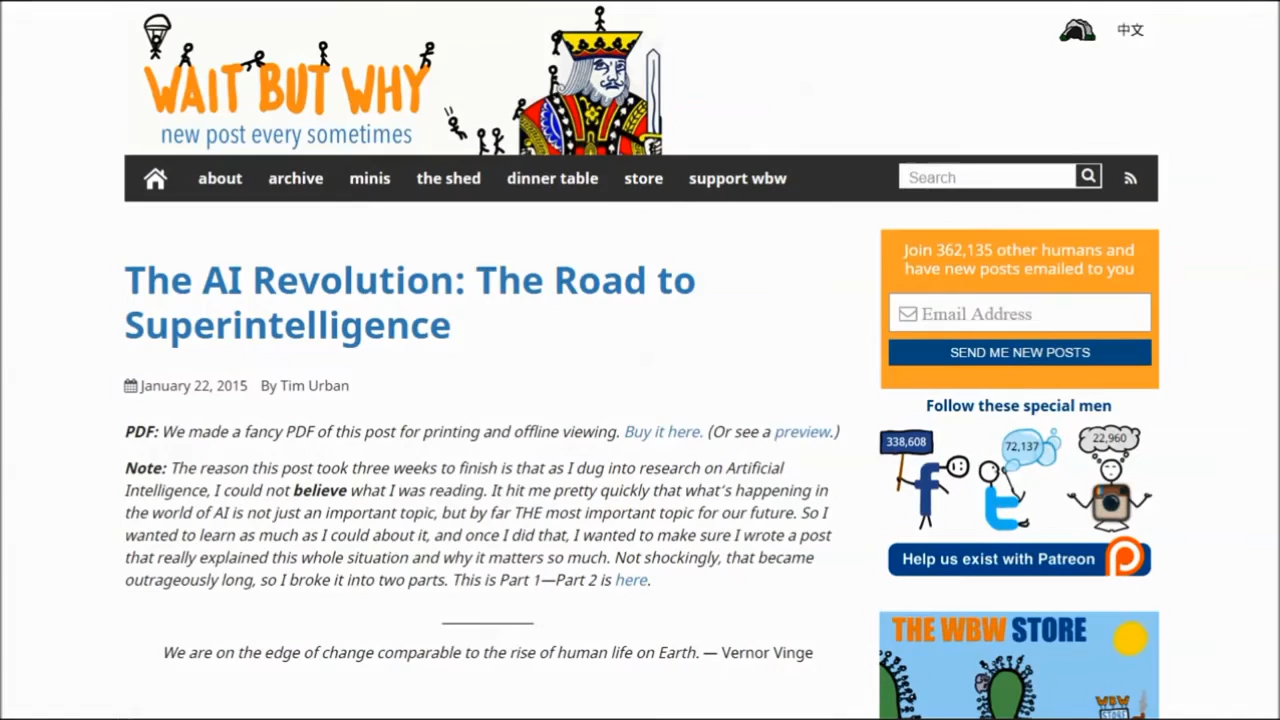 中文
WAIT BUT WHY
new post every sometimes
about archive minis the shed dinner table store support wbw Search
The AI Revolution: The Road to
Superintelligence
January 22, 2015 By Tim Urban
PDF: We made a fancy PDF of this post for printing and offline viewing. Buy it here. (Or see a preview.)
Note: The reason this post took three weeks to finish is that as I dug into research on Artificial
Intelligence, I could not believe what I was reading. It hit me pretty quickly that what's happening in
the world of AI is not just an important topic, but by far THE most important topic for our future. So I
wanted to learn as much as I could about it, and once I did that, I wanted to make sure I wrote a post
that really explained this whole situation and why it matters so much. Not shockingly, that became
outrageously long, so I broke it into two parts. This is Part 1—Part 2 is here.
We are on the edge of change comparable to the rise of human life on Earth. — Vernor Vinge
Join 362,135 other humans and
have new posts emailed to you
Email Address
SEND ME NEW POSTS
Follow these special men
338,608
72,137
22,960
Help us exist with Patreon
THE WBW STORE
WBW
STORE